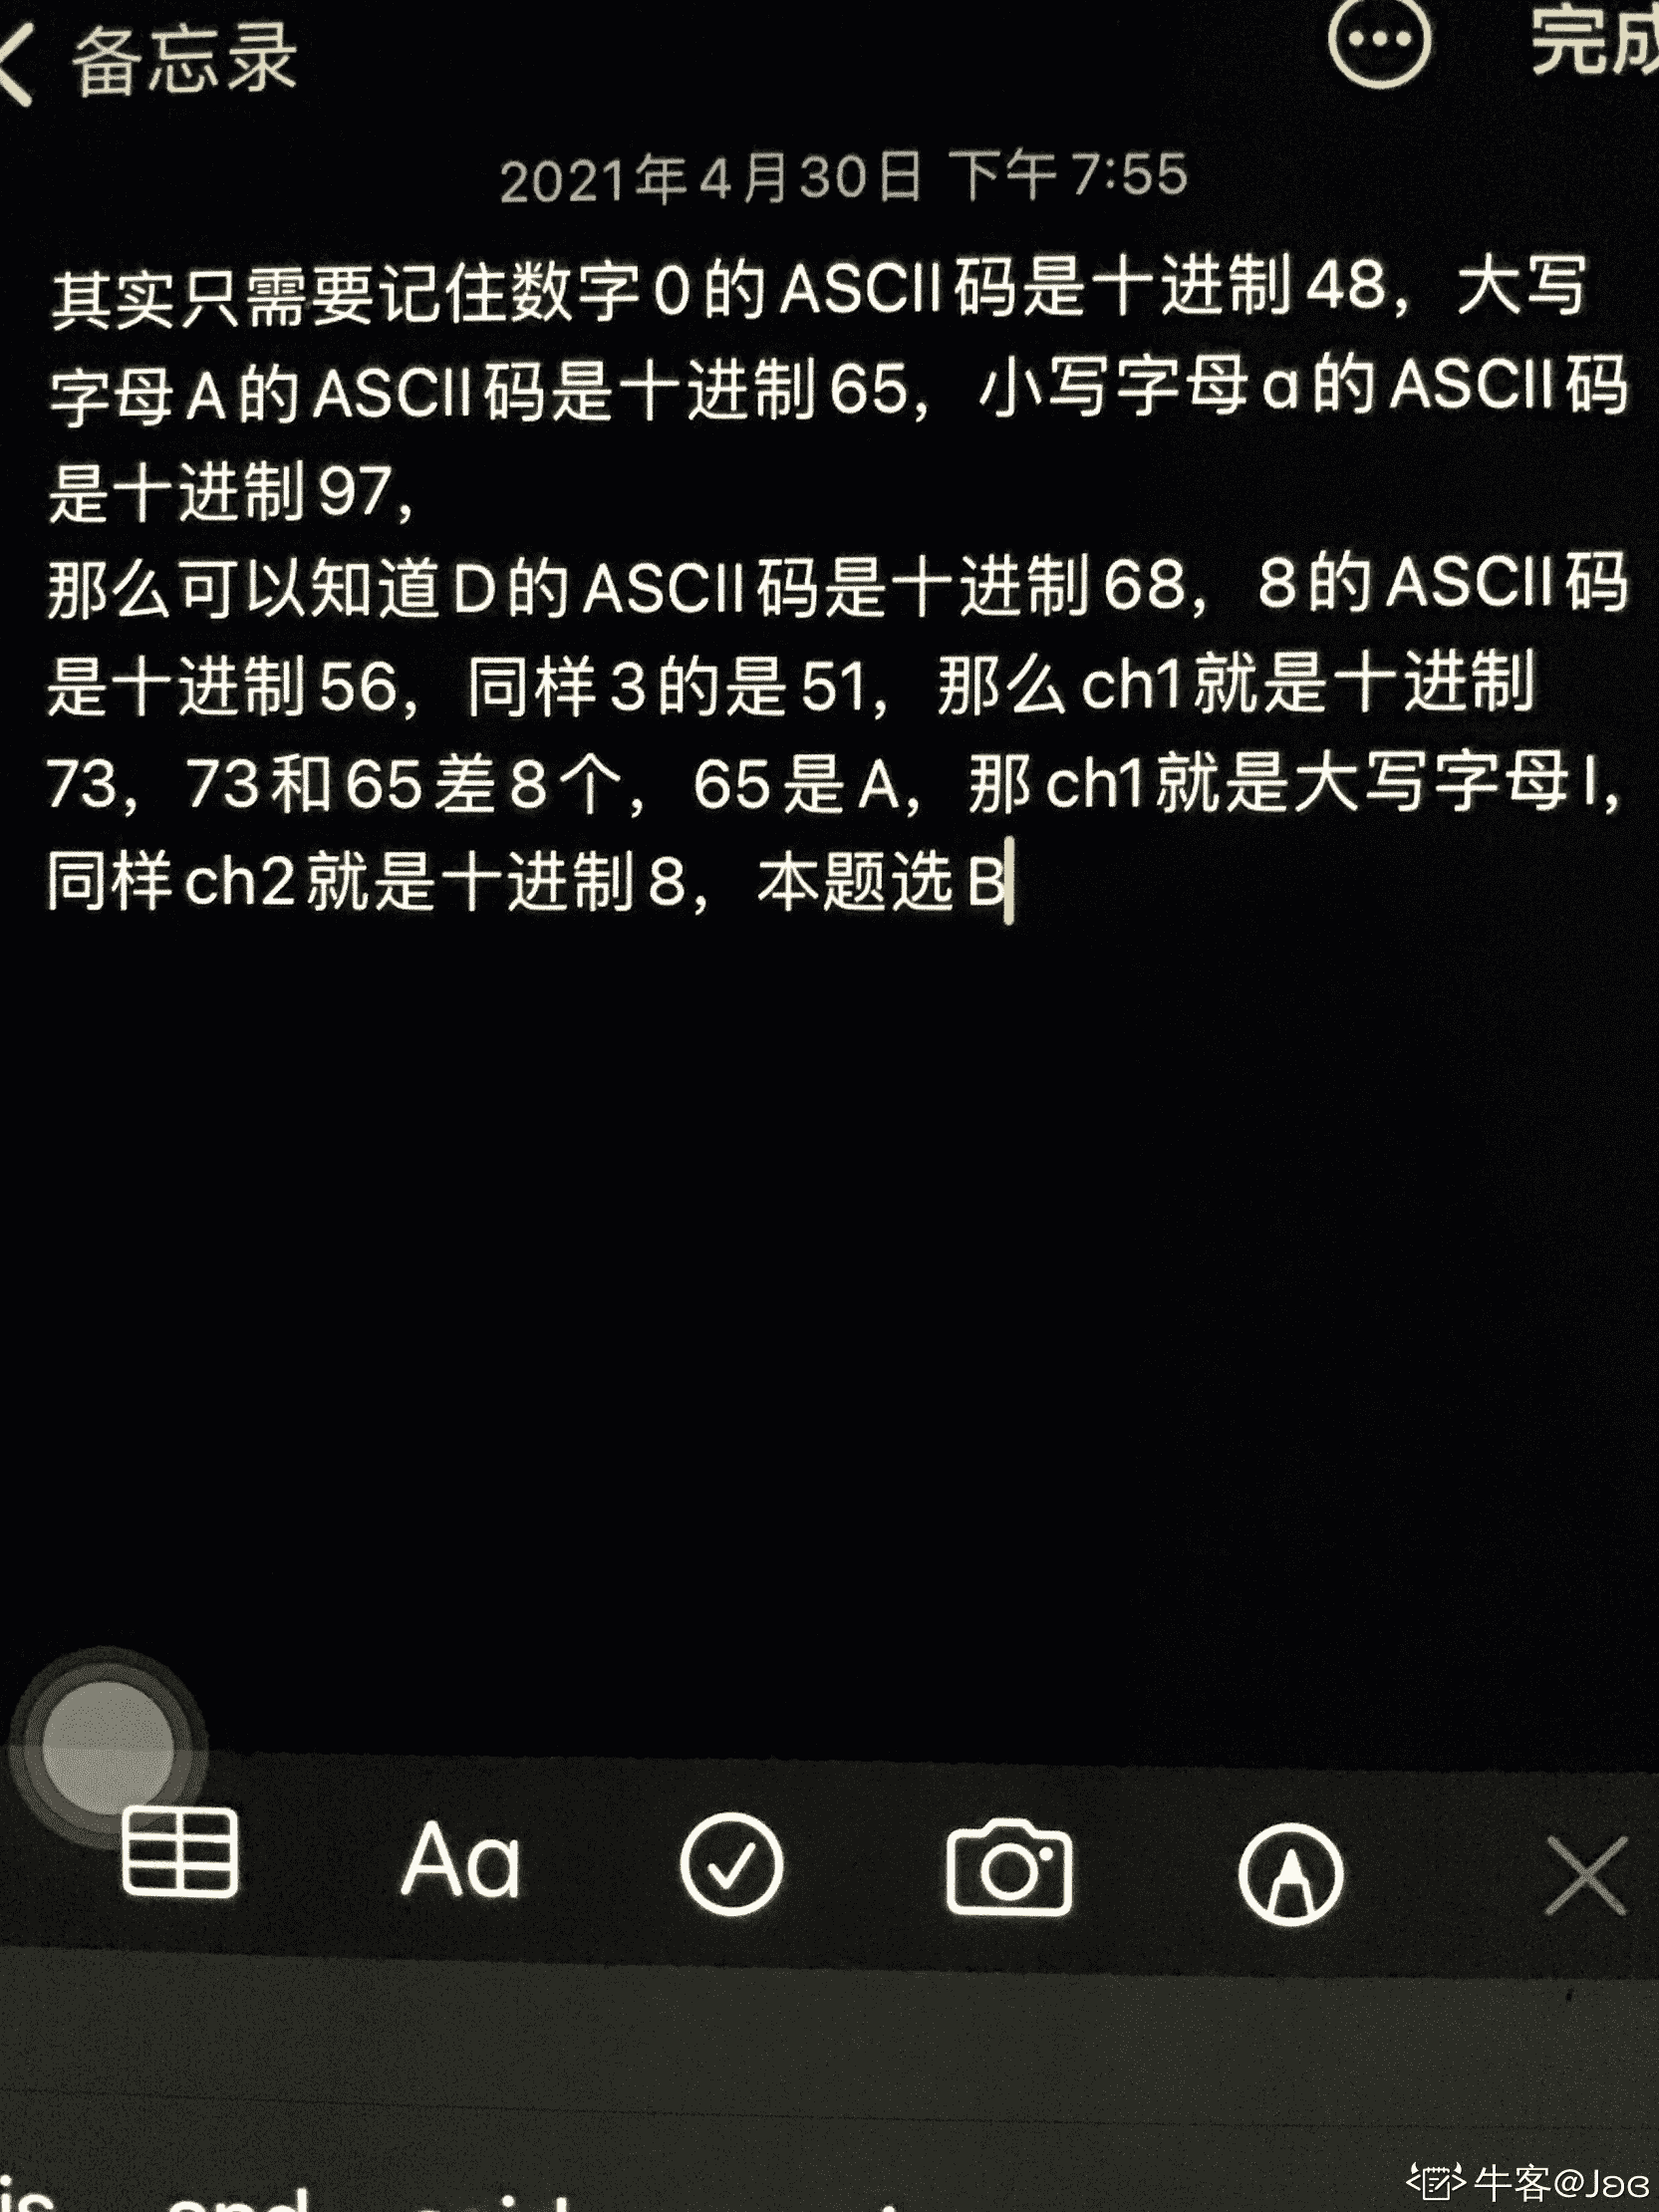 备忘录
完成
2021年4月30日 下午7:55
其实只需要记住数字0的ASCII码是十进制48，大写
字母A的ASCII码是十进制65，小写字母a的ASCII码
是十进制97，
那么可以知道D的ASCII码是十进制68，8的ASCII码
是十进制56，同样3的是51，那么ch1就是十进制
73，73和65差8个，65是A，那ch1就是大写字母I，
同样ch2就是十进制8，本题选B
Aa
牛客@Jʚɞ